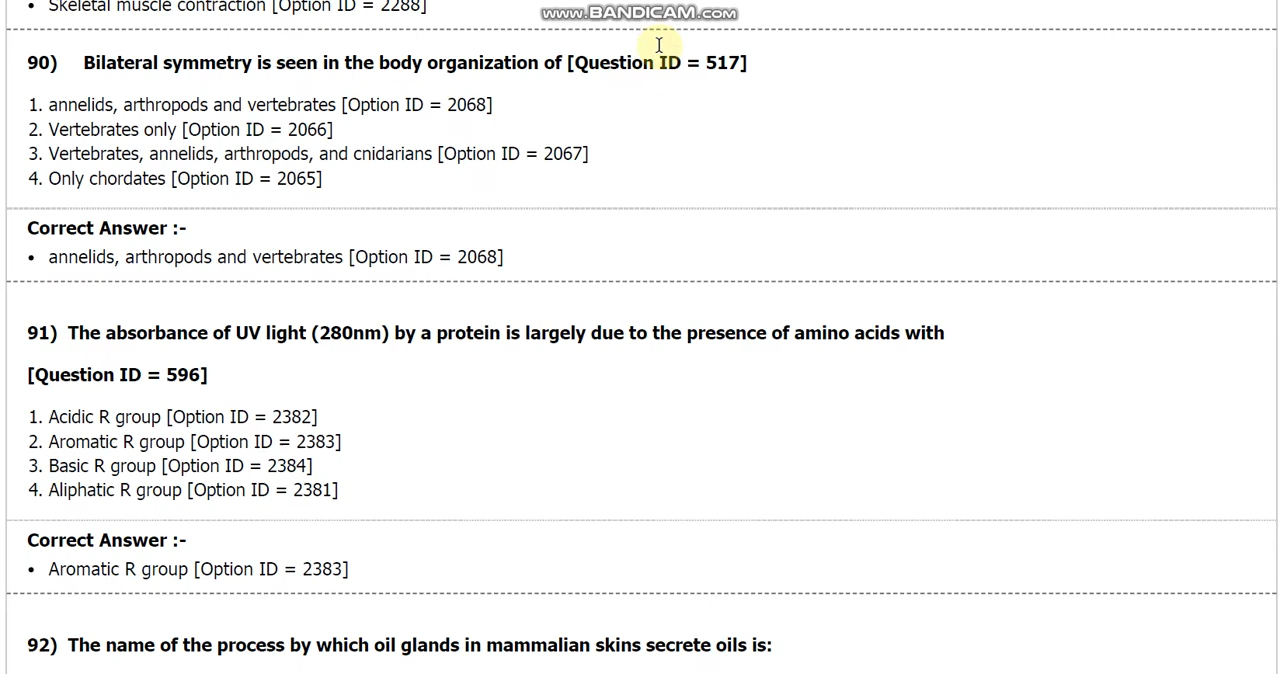 • Skeletal muscle contraction [Option ID = 2288]
www.BANDICAM.com
90) Bilateral symmetry is seen in the body organization of [Question ID = 517]
1. annelids, arthropods and vertebrates [Option ID = 2068]
2. Vertebrates only [Option ID = 2066]
3. Vertebrates, annelids, arthropods, and cnidarians [Option ID = 2067]
4. Only chordates [Option ID = 2065]
Correct Answer :-
• annelids, arthropods and vertebrates [Option ID = 2068]
91) The absorbance of UV light (280nm) by a protein is largely due to the presence of amino acids with
[Question ID = 596]
1. Acidic R group [Option ID = 2382]
2. Aromatic R group [Option ID = 2383]
3. Basic R group [Option ID = 2384]
4. Aliphatic R group [Option ID = 2381]
Correct Answer :-
• Aromatic R group [Option ID = 2383]
92) The name of the process by which oil glands in mammalian skins secrete oils is: